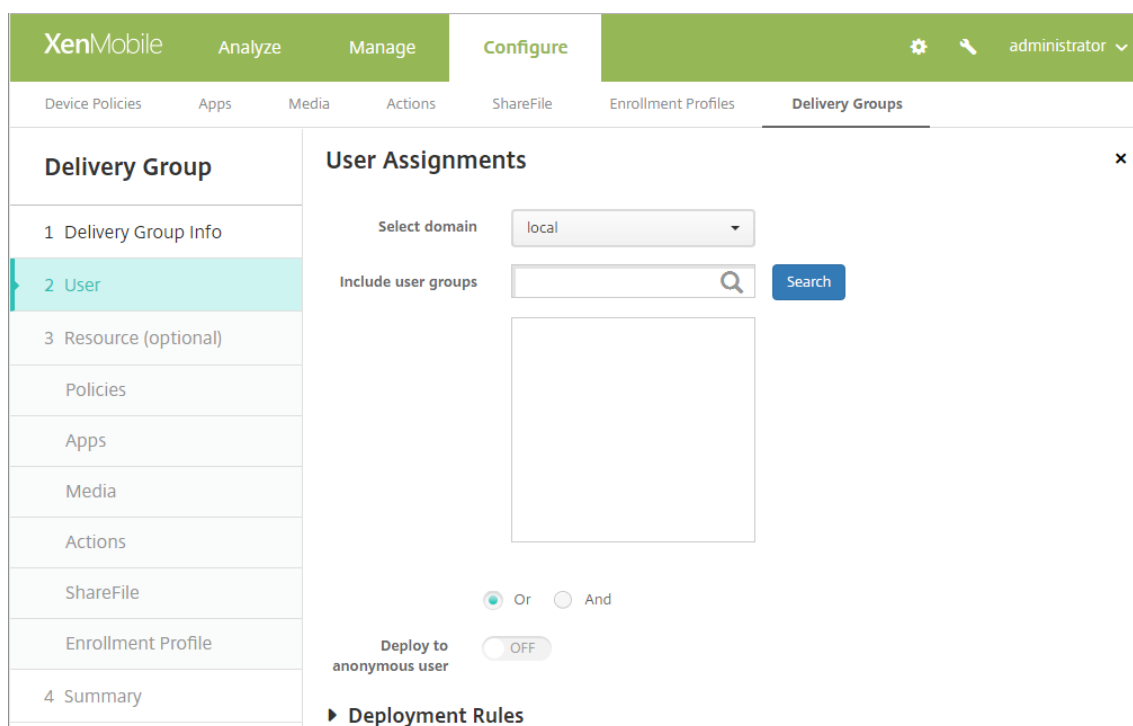 XenMobile Analyze Manage Configure administrator
Device Policies Apps Media Actions ShareFile Enrollment Profiles Delivery Groups
Delivery Group
1 Delivery Group Info
2 User
3 Resource (optional)
Policies
Apps
Media
Actions
ShareFile
Enrollment Profile
4 Summary
User Assignments
Select domain local
Include user groups Search
Or And
Deploy to
anonymous user OFF
Deployment Rules